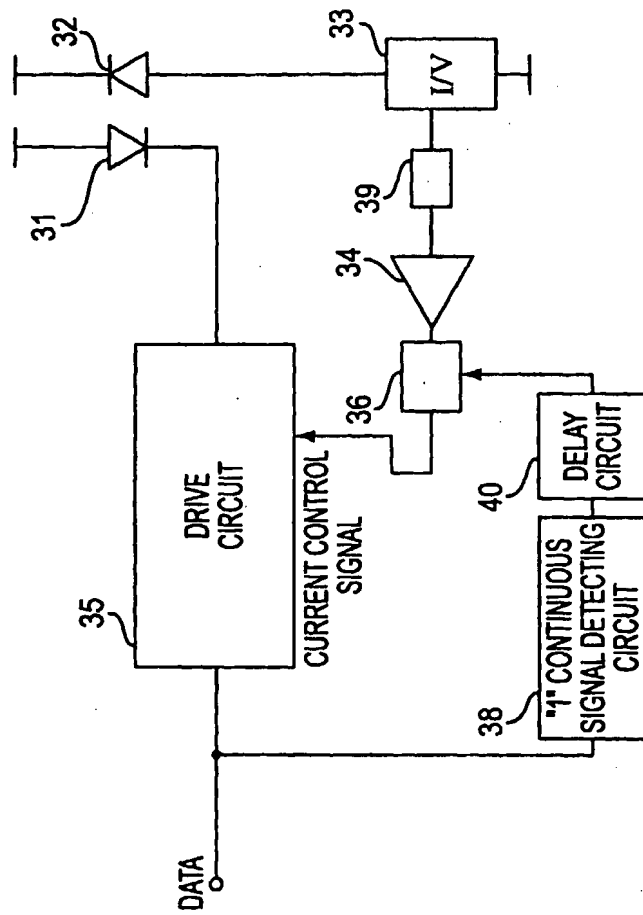 32
33
I/V
31
39
34
35
DRIVE
CIRCUIT
36
CURRENT CONTROL
SIGNAL
DATA
38
"1" CONTINUOUS
SIGNAL DETECTING
CIRCUIT
40
DELAY
CIRCUIT